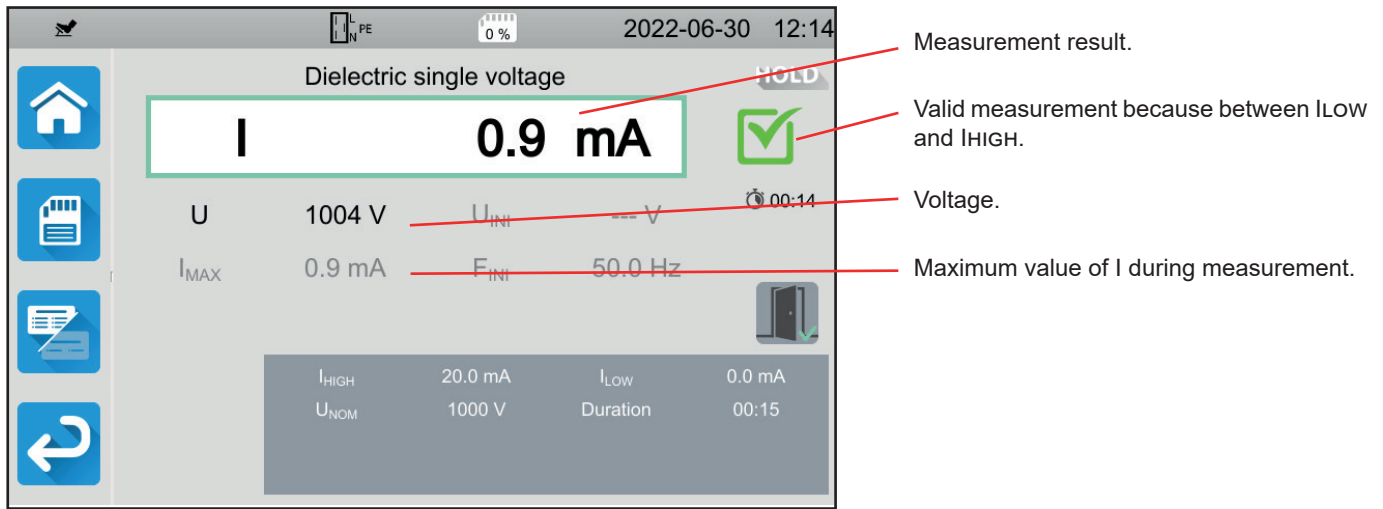 L
N PE
0 %
2022-06-30 12:14
Dielectric single voltage
HOLD
I 0.9 mA
00:14
U 1004 V UINI --- V
IMAX 0.9 mA FINI 50.0 Hz
IHIGH 20.0 mA ILOW 0.0 mA
UNOM 1000 V Duration 00:15
Measurement result.
Valid measurement because between ILOW
and IHIGH.
Voltage.
Maximum value of I during measurement.